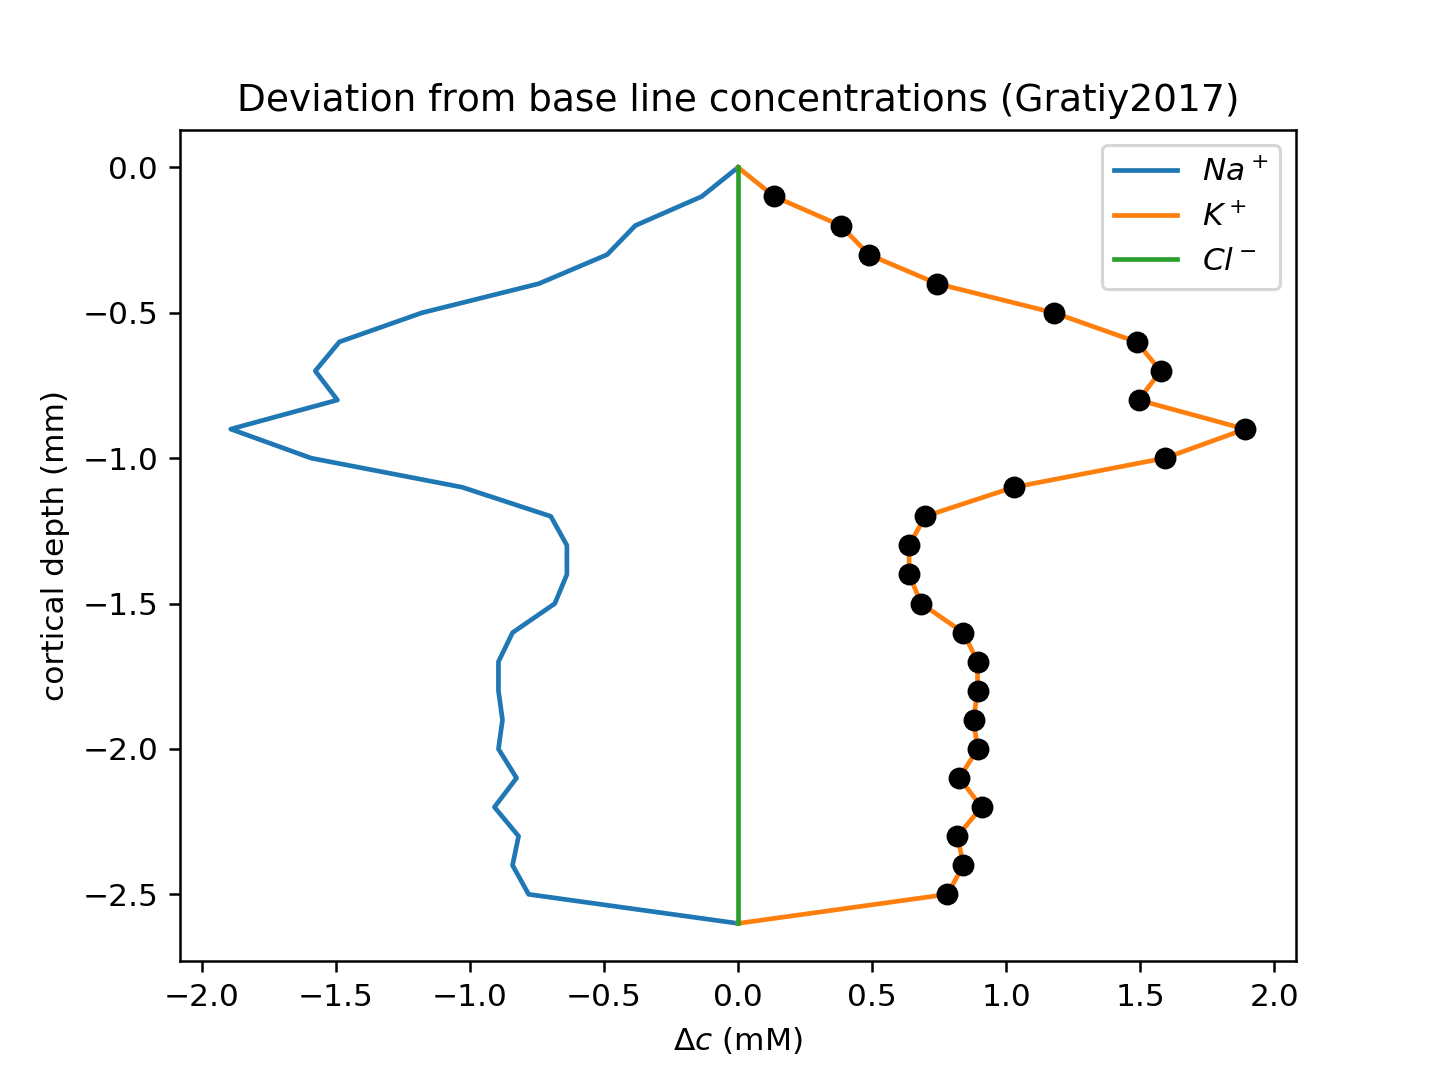 Deviation from base line concentrations (Gratiy2017)
Na⁺
K⁺
Cl⁻
0.0
−0.5
−1.0
−1.5
−2.0
−2.5
cortical depth (mm)
−2.0 −1.5 −1.0 −0.5 0.0 0.5 1.0 1.5 2.0
Δc (mM)